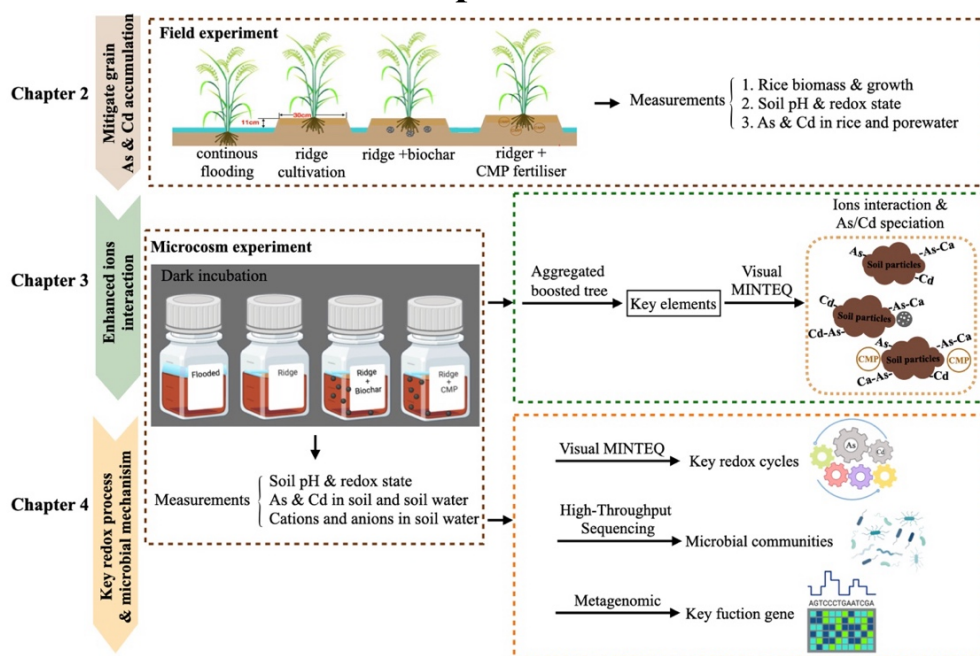 Chapter 2
Mitigate grain
As & Cd accumulation
Field experiment
11cm
30cm
continous
flooding
ridge
cultivation
ridge +biochar
ridger +
CMP fertiliser
Measurements
1. Rice biomass & growth
2. Soil pH & redox state
3. As & Cd in rice and porewater
Chapter 3
Enhanced ions
interaction
Microcosm experiment
Dark incubation
Flooded
Ridge
Ridge
+
Biochar
Ridge
+
CMP
Measurements
Soil pH & redox state
As & Cd in soil and soil water
Cations and anions in soil water
Aggregated
boosted tree
Key elements
Visual
MINTEQ
Ions interaction &
As/Cd speciation
As
As-Ca
Soil particles
Cd
Cd
As-Ca
Soil particles
Cd-As
As
As-Ca
CMP
Soil particles
CMP
Ca-As
Cd
Chapter 4
Key redox process
& microbial mechanisim
Visual MINTEQ
Key redox cycles
As
Cd
High-Throughput
Sequencing
Microbial communities
Metagenomic
Key fuction gene
AGTCCCTGAATCGA